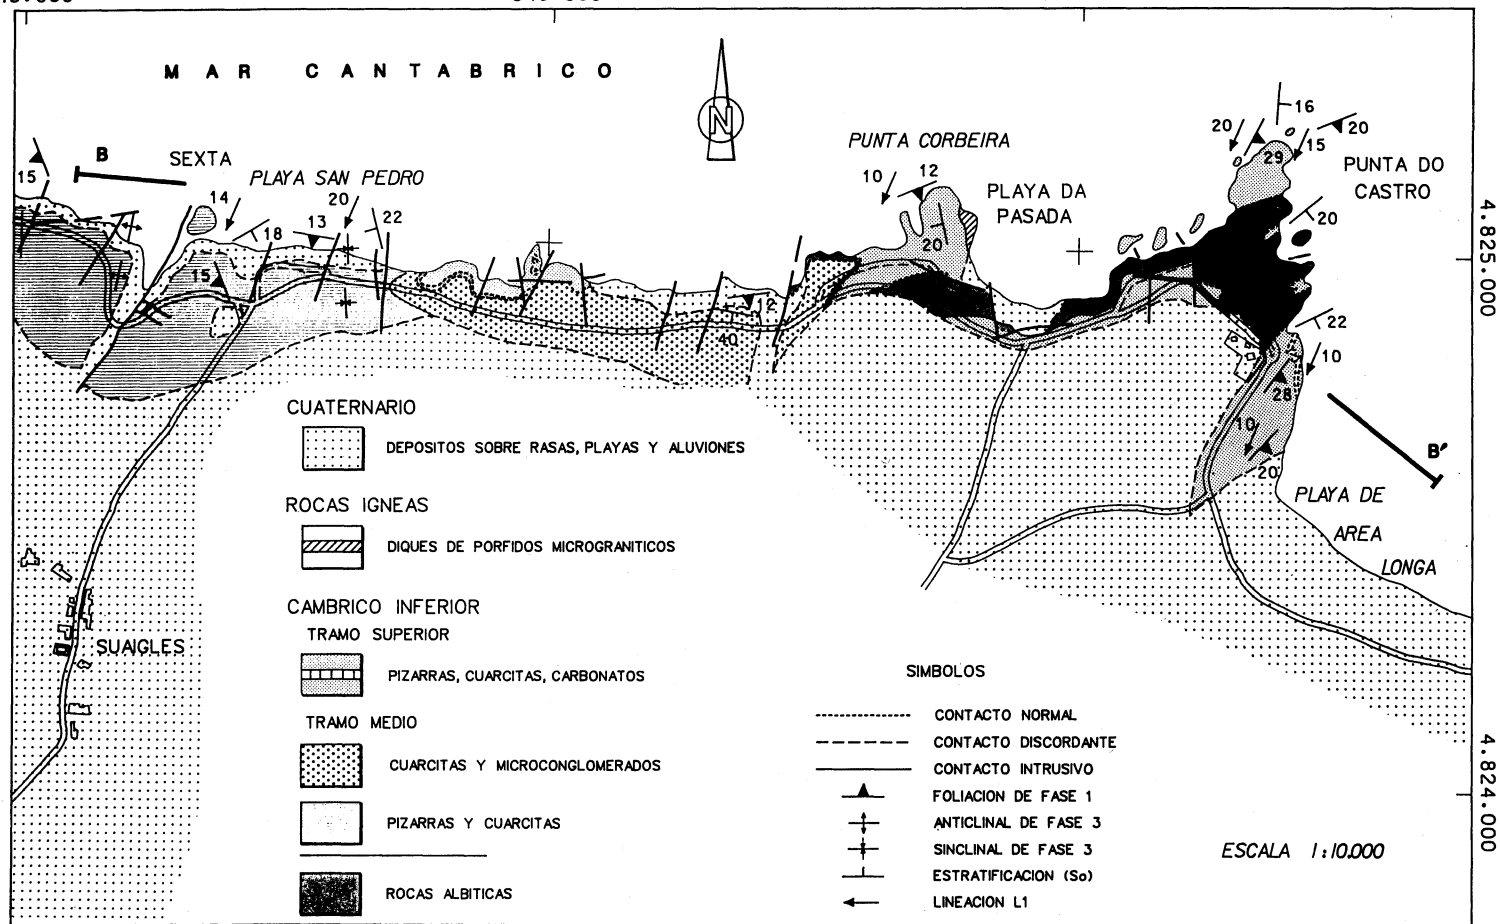 MAR CANTABRICO
N
B
SEXTA
PLAYA SAN PEDRO
PUNTA CORBEIRA
PLAYA DA
PASADA
PUNTA DO
CASTRO
15
14
18
13
20
22
15
12
40
10
12
20
20
29
16
15
20
20
22
10
28
10
20
B'
PLAYA DE
AREA
LONGA
SUAIGLES
4.825.000
4.824.000
CUATERNARIO
DEPOSITOS SOBRE RASAS, PLAYAS Y ALUVIONES
ROCAS IGNEAS
DIQUES DE PORFIDOS MICROGRANITICOS
CAMBRICO INFERIOR
TRAMO SUPERIOR
PIZARRAS, CUARCITAS, CARBONATOS
TRAMO MEDIO
CUARCITAS Y MICROCONGLOMERADOS
PIZARRAS Y CUARCITAS
ROCAS ALBITICAS
SIMBOLOS
CONTACTO NORMAL
CONTACTO DISCORDANTE
CONTACTO INTRUSIVO
FOLIACION DE FASE 1
ANTICLINAL DE FASE 3
SINCLINAL DE FASE 3
ESTRATIFICACION (So)
LINEACION L1
ESCALA 1:10.000